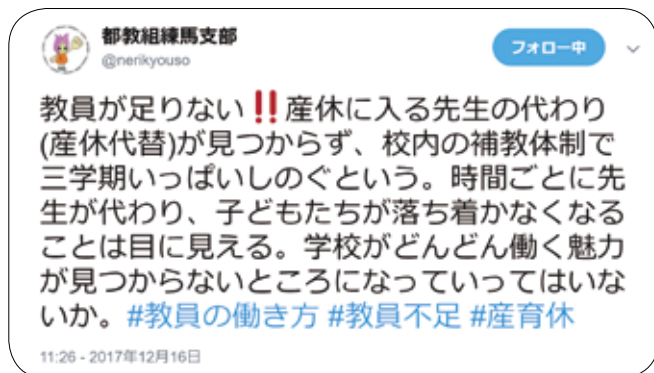 都教組練馬支部
@nerikyouso
フォロー中
教員が足りない‼産休に入る先生の代わり
(産休代替)が見つからず、校内の補教体制で
三学期いっぱいしのぐという。時間ごとに先
生が代わり、子どもたちが落ち着かなくなる
ことは目に見える。学校がどんどん働く魅力
が見つからないところになっていってはいな
いか。#教員の働き方 #教員不足 #産育休
11:26 - 2017年12月16日